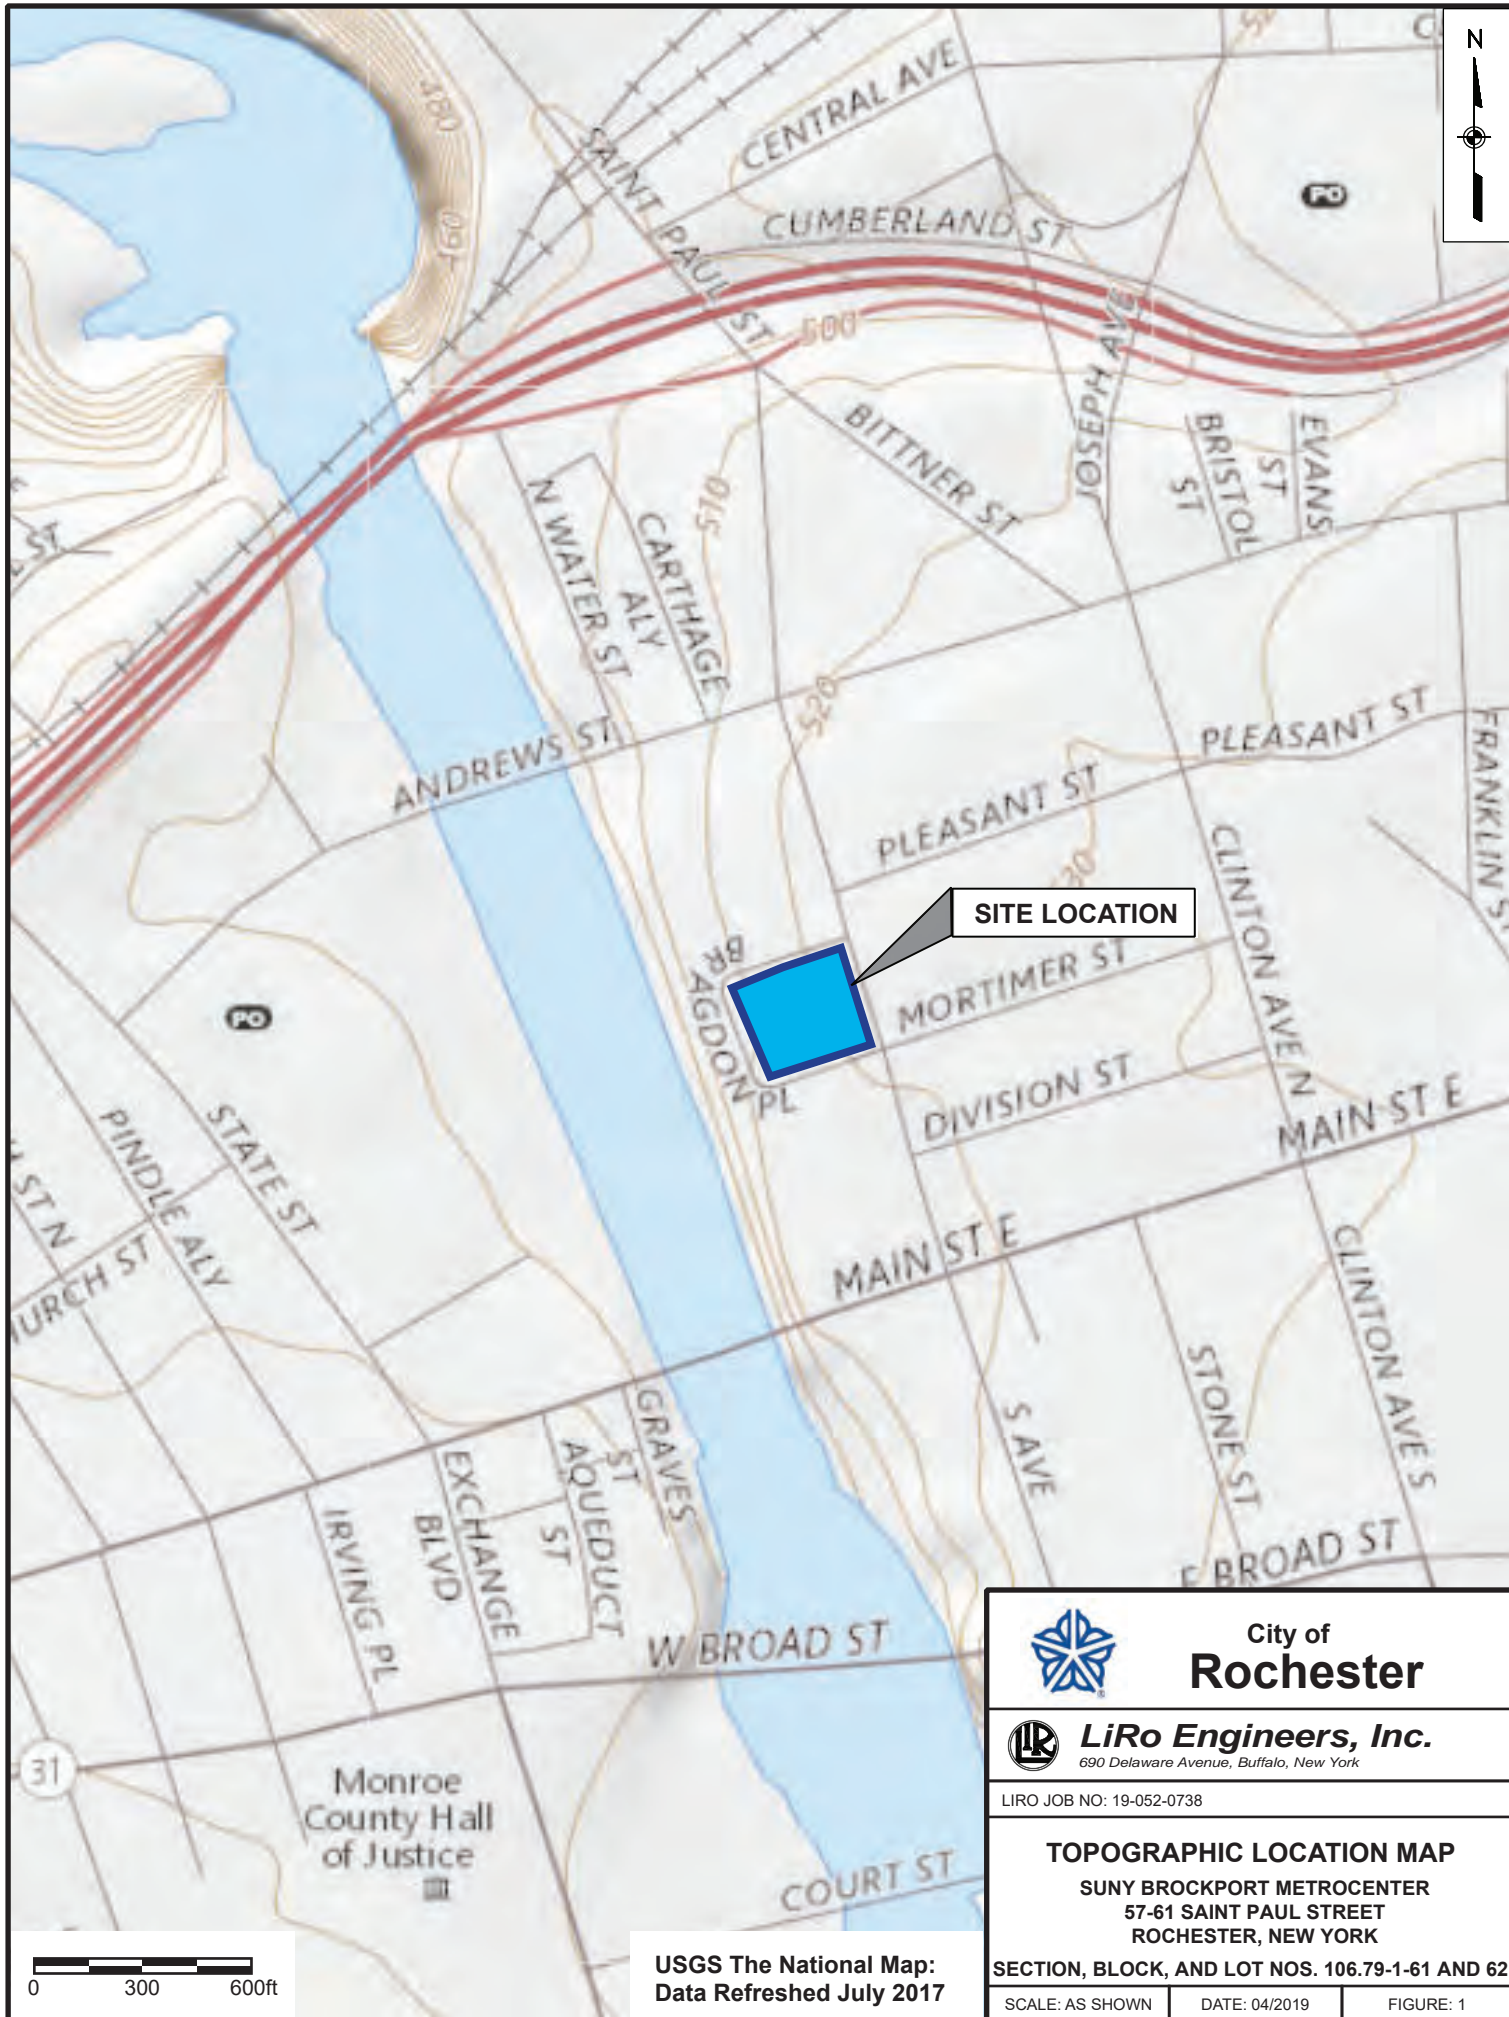 N
480
460
SAINT PAUL ST
CENTRAL AVE
CUMBERLAND ST
PO
500
JOSEPH AVE
BITTNER ST
BRISTOL
ST
EVANS
ST
N WATER ST
CARTHAGE
ALY
510
ST
520
ANDREWS ST
PLEASANT ST
PLEASANT ST
FRANKLIN ST
530
CLINTON AVE N
SITE LOCATION
MORTIMER ST
BRAGDON PL
DIVISION ST
PO
MAIN ST E
STATE ST
PINDLE ALY
ST N
MAIN ST E
CLINTON AVE S
STONE ST
S AVE
GRAVES
ST
AQUEDUCT
ST
EXCHANGE
BLVD
IRVING PL
E BROAD ST
W BROAD ST
31
Monroe
County Hall
of Justice
COURT ST
0 300 600ft
USGS The National Map:
Data Refreshed July 2017
City of
Rochester
®
LiRo
LiRo Engineers, Inc.
690 Delaware Avenue, Buffalo, New York
LIRO JOB NO: 19-052-0738
TOPOGRAPHIC LOCATION MAP
SUNY BROCKPORT METROCENTER
57-61 SAINT PAUL STREET
ROCHESTER, NEW YORK
SECTION, BLOCK, AND LOT NOS. 106.79-1-61 AND 62
SCALE: AS SHOWN
DATE: 04/2019
FIGURE: 1